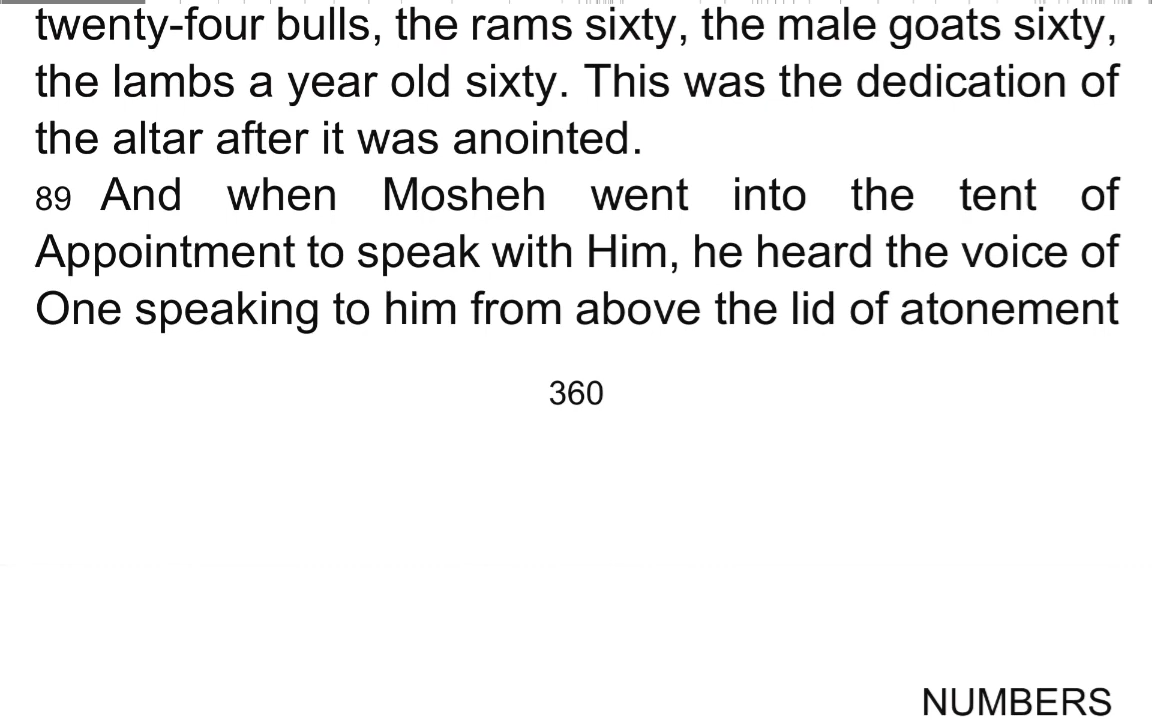 twenty-four bulls, the rams sixty, the male goats sixty,
the lambs a year old sixty. This was the dedication of
the altar after it was anointed.
89 And when Mosheh went into the tent of
Appointment to speak with Him, he heard the voice of
One speaking to him from above the lid of atonement
360
NUMBERS